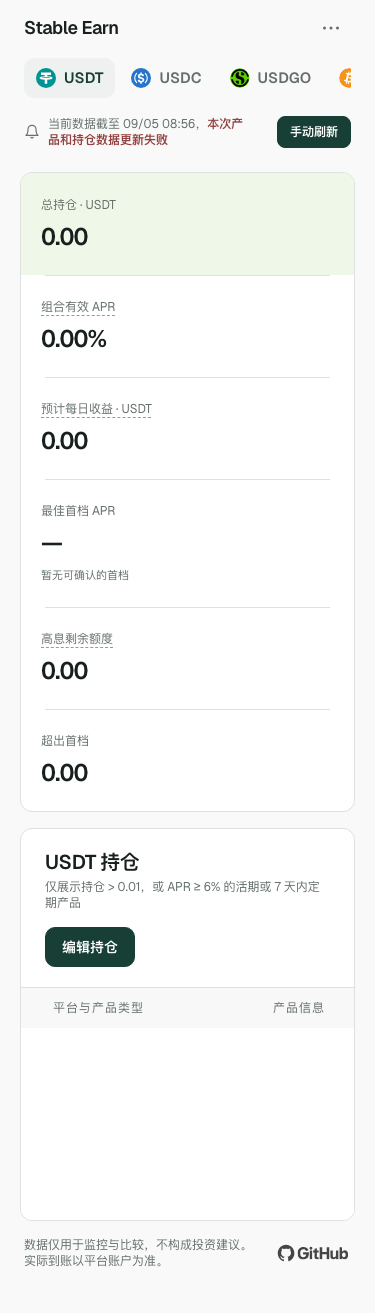 Stable Earn
USDT
USDC
USDGO
当前数据截至 09/05 08:56，本次产
品和持仓数据更新失败
手动刷新
总持仓 · USDT
0.00
组合有效 APR
0.00%
预计每日收益 · USDT
0.00
最佳首档 APR
—
暂无可确认的首档
高息剩余额度
0.00
超出首档
0.00
USDT 持仓
仅展示持仓 > 0.01，或 APR ≥ 6% 的活期或 7 天内定
期产品
编辑持仓
平台与产品类型
产品信息
数据仅用于监控与比较，不构成投资建议。
实际到账以平台账户为准。
GitHub